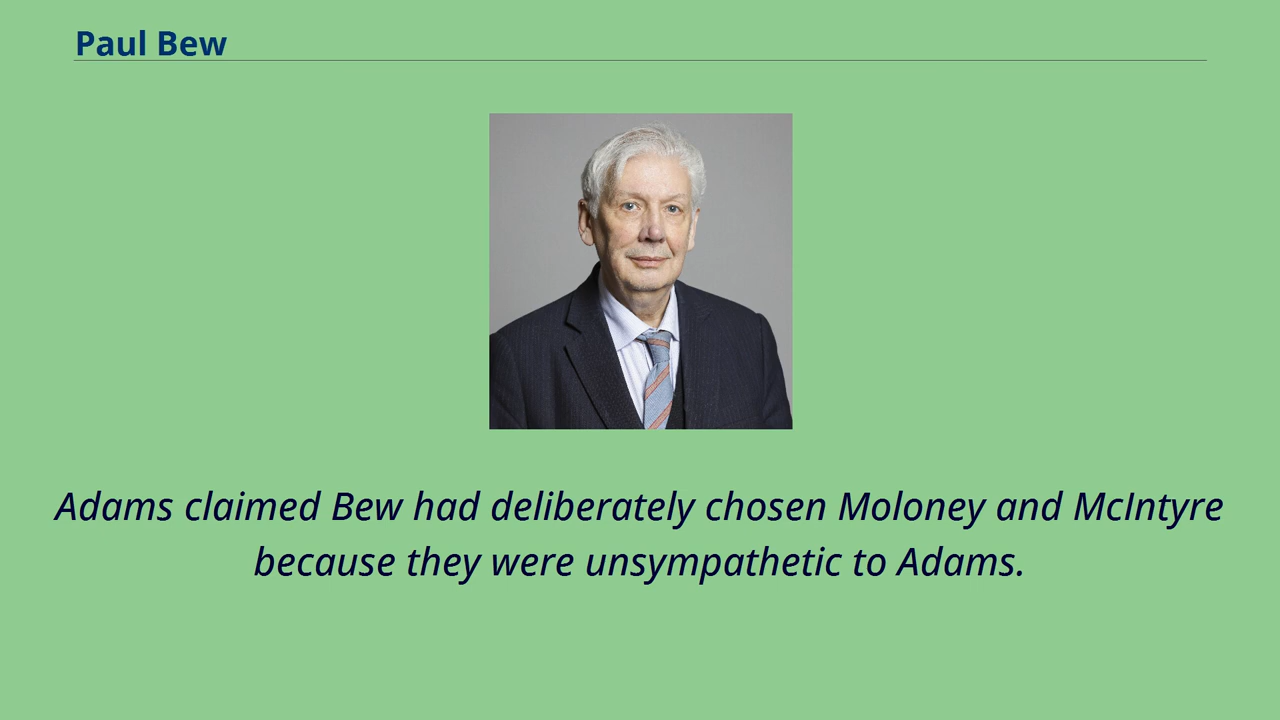 Paul Bew
Adams claimed Bew had deliberately chosen Moloney and McIntyre
because they were unsympathetic to Adams.